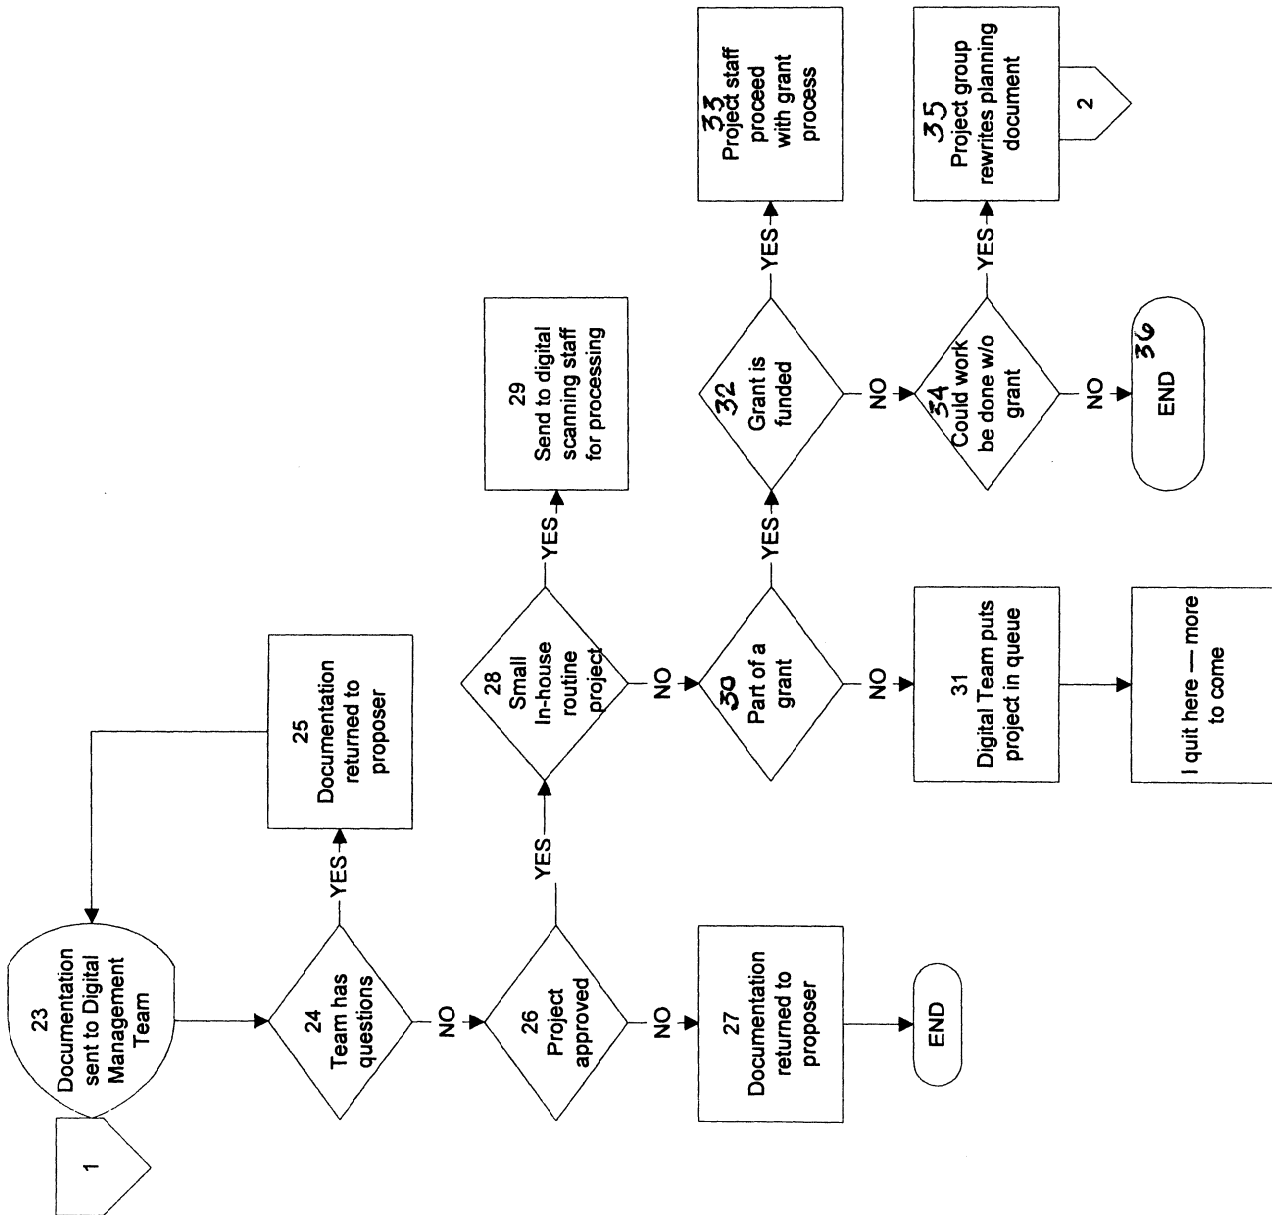 1
23
Documentation
sent to Digital
Management
Team
24
Team has
questions
YES
25
Documentation
returned to
proposer
NO
26
Project
approved
NO
27
Documentation
returned to
proposer
END
YES
28
Small
In-house
routine
project
YES
29
Send to digital
scanning staff
for processing
NO
30
Part of a
grant
NO
31
Digital Team puts
project in queue
I quit here — more
to come
YES
32
Grant is
funded
YES
33
Project staff
proceed
with grant
process
NO
34
Could work
be done w/o
grant
YES
35
Project group
rewrites planning
document
2
NO
36
END